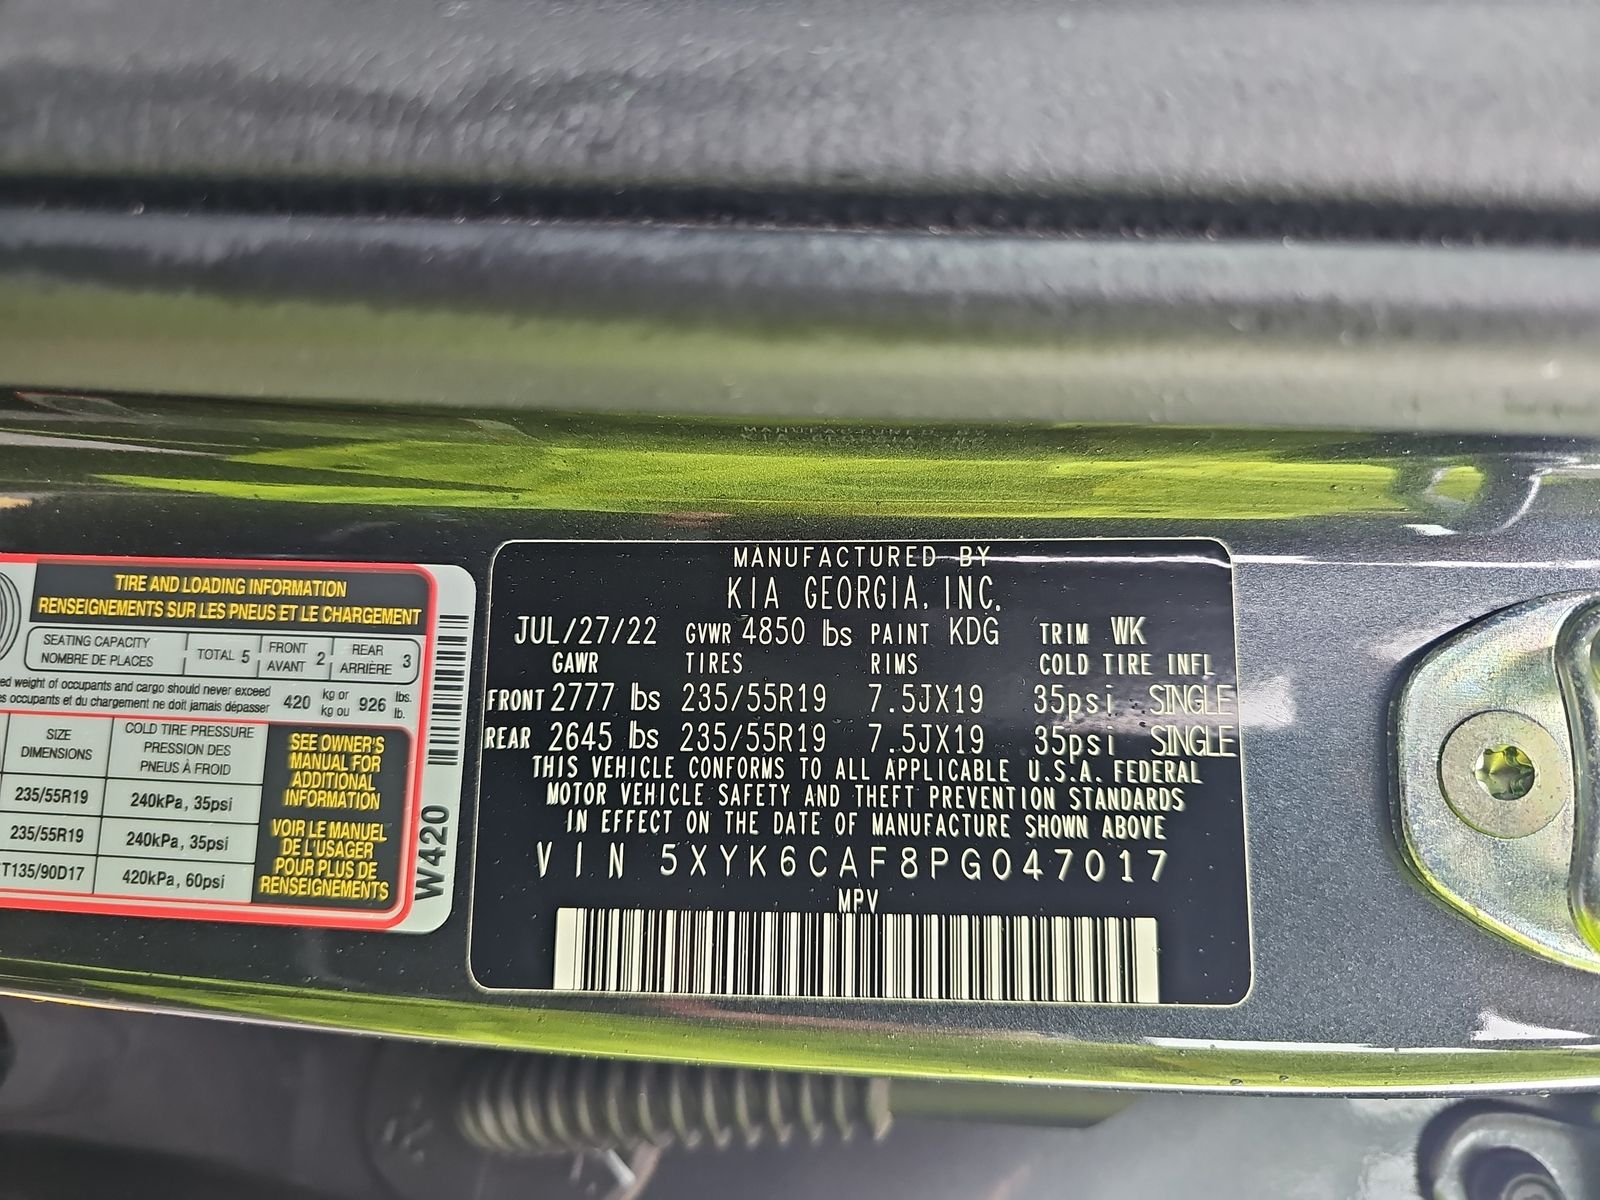 TIRE AND LOADING INFORMATION
RENSEIGNEMENTS SUR LES PNEUS ET LE CHARGEMENT
SEATING CAPACITY
NOMBRE DE PLACES
TOTAL 5
FRONT
AVANT 2
REAR
ARRIÈRE 3
weight of occupants and cargo should never exceed
occupants et du chargement ne doit jamais dépasser
420
kg or
kg ou
926
lbs.
lb.
SIZE
DIMENSIONS
COLD TIRE PRESSURE
PRESSION DES
PNEUS À FROID
235/55R19
240kPa, 35psi
235/55R19
240kPa, 35psi
T135/90D17
420kPa, 60psi
SEE OWNER'S
MANUAL FOR
ADDITIONAL
INFORMATION
VOIR LE MANUEL
DE L'USAGER
POUR PLUS DE
RENSEIGNEMENTS
W420
MANUFACTURED BY
KIA GEORGIA, INC.
JUL/27/22 GVWR 4850 lbs PAINT KDG TRIM WK
GAWR TIRES RIMS COLD TIRE INFL
FRONT 2777 lbs 235/55R19 7.5JX19 35psi SINGLE
REAR 2645 lbs 235/55R19 7.5JX19 35psi SINGLE
THIS VEHICLE CONFORMS TO ALL APPLICABLE U.S.A. FEDERAL
MOTOR VEHICLE SAFETY AND THEFT PREVENTION STANDARDS
IN EFFECT ON THE DATE OF MANUFACTURE SHOWN ABOVE
VIN 5XYK6CAF8PG047017
MPV